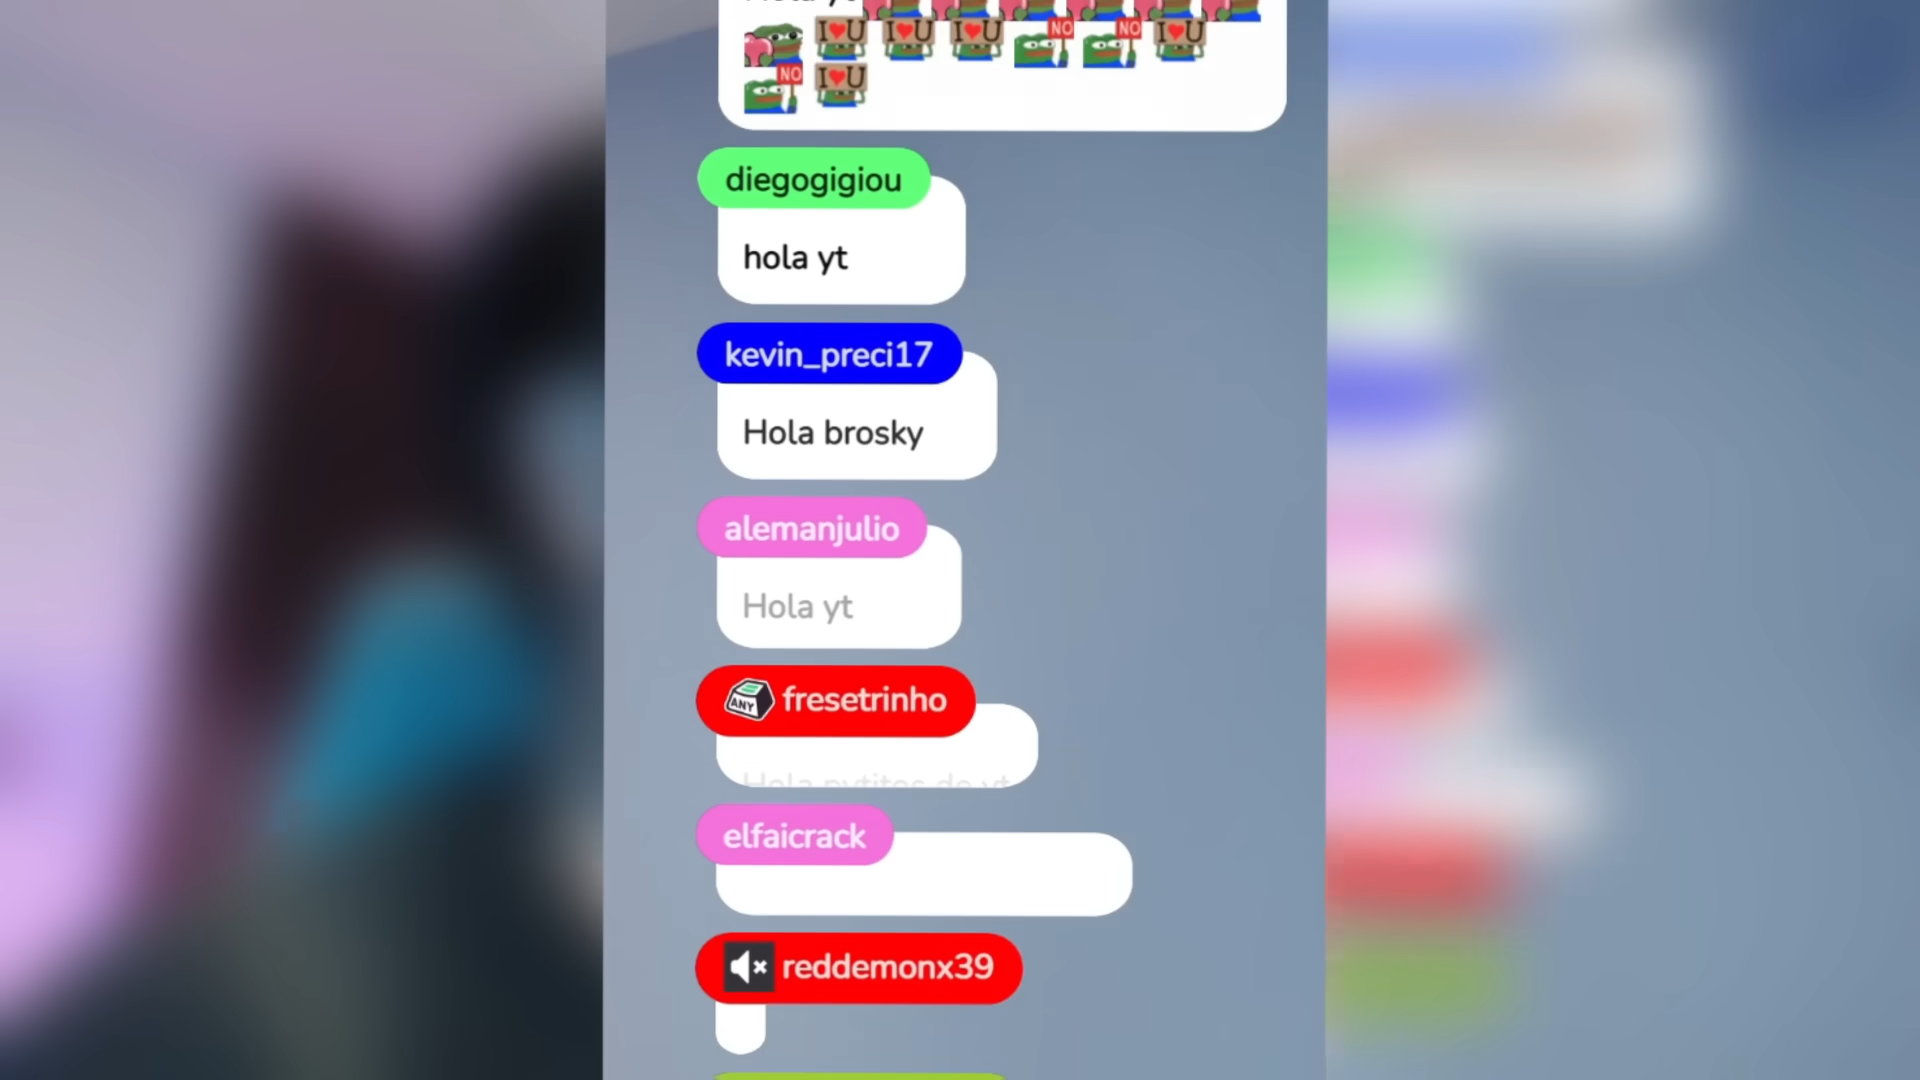 I❤U I❤U I❤U NO NO I❤U
NO I❤U
diegogigiou
hola yt
kevin_preci17
Hola brosky
alemanjulio
Hola yt
ANY fresetrinho
elfaicrack
reddemonx39